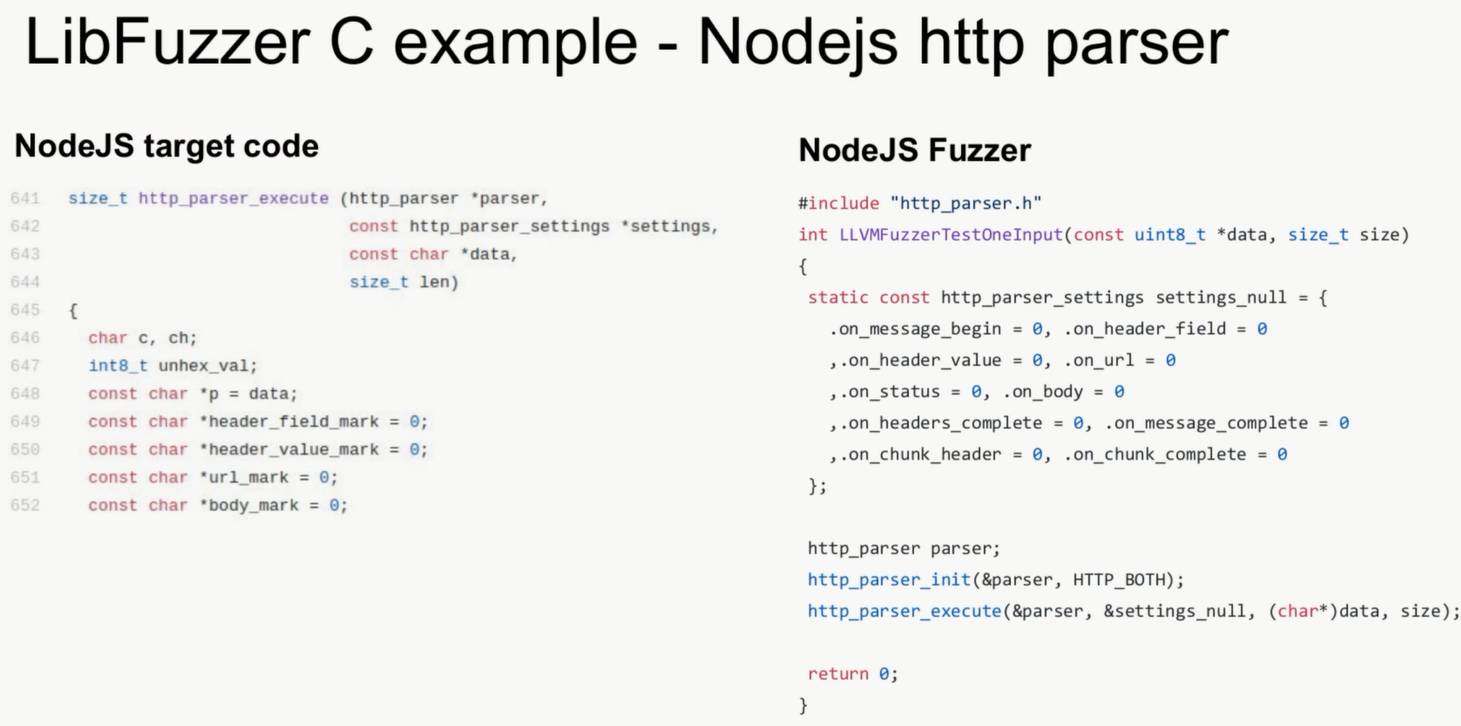 LibFuzzer C example - Nodejs http parser
NodeJS target code
641 size_t http_parser_execute (http_parser *parser,
642 const http_parser_settings *settings,
643 const char *data,
644 size_t len)
645 {
646 char c, ch;
647 int8_t unhex_val;
648 const char *p = data;
649 const char *header_field_mark = 0;
650 const char *header_value_mark = 0;
651 const char *url_mark = 0;
652 const char *body_mark = 0;
NodeJS Fuzzer
#include "http_parser.h"
int LLVMFuzzerTestOneInput(const uint8_t *data, size_t size)
{
static const http_parser_settings settings_null = {
.on_message_begin = 0, .on_header_field = 0
,.on_header_value = 0, .on_url = 0
,.on_status = 0, .on_body = 0
,.on_headers_complete = 0, .on_message_complete = 0
,.on_chunk_header = 0, .on_chunk_complete = 0
};
http_parser parser;
http_parser_init(&parser, HTTP_BOTH);
http_parser_execute(&parser, &settings_null, (char*)data, size);
return 0;
}